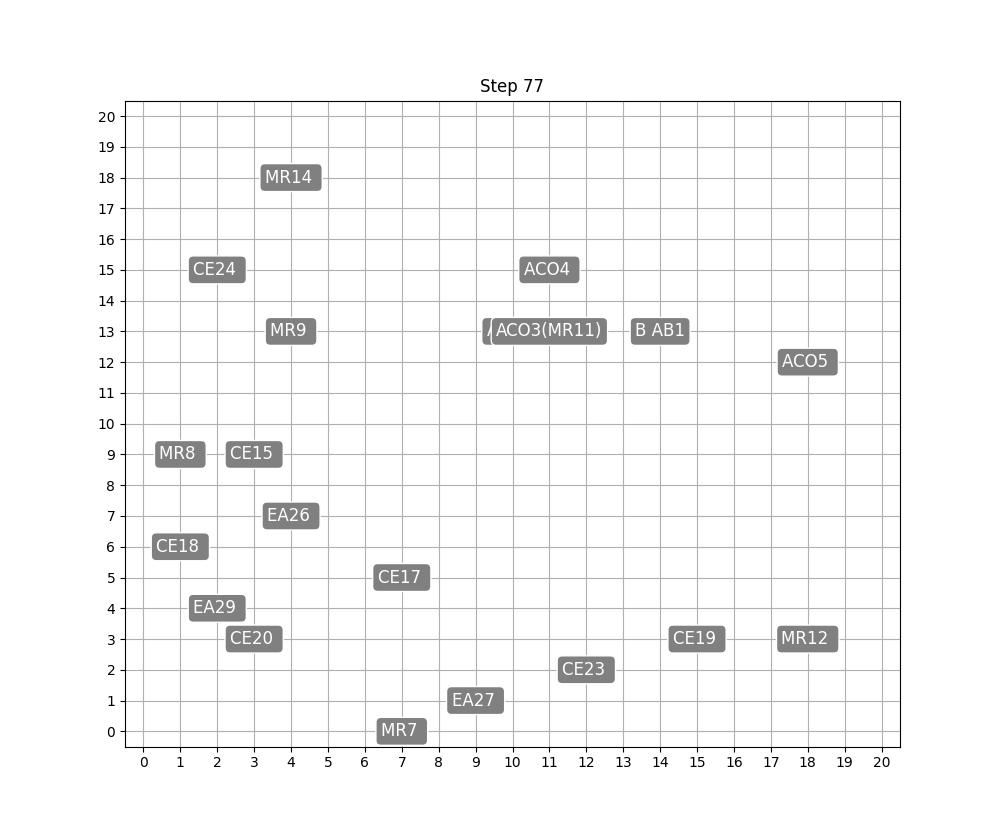 Step 77
20
19
18 MR14
17
16
15 CE24 ACO4
14
13 MR9 ACO3(MR11) B AB1
12 ACO5
11
10
9 MR8 CE15
8
7 EA26
6 CE18
5 CE17
4 EA29
3 CE20 CE19 MR12
2 CE23
1 EA27
0 MR7
0 1 2 3 4 5 6 7 8 9 10 11 12 13 14 15 16 17 18 19 20